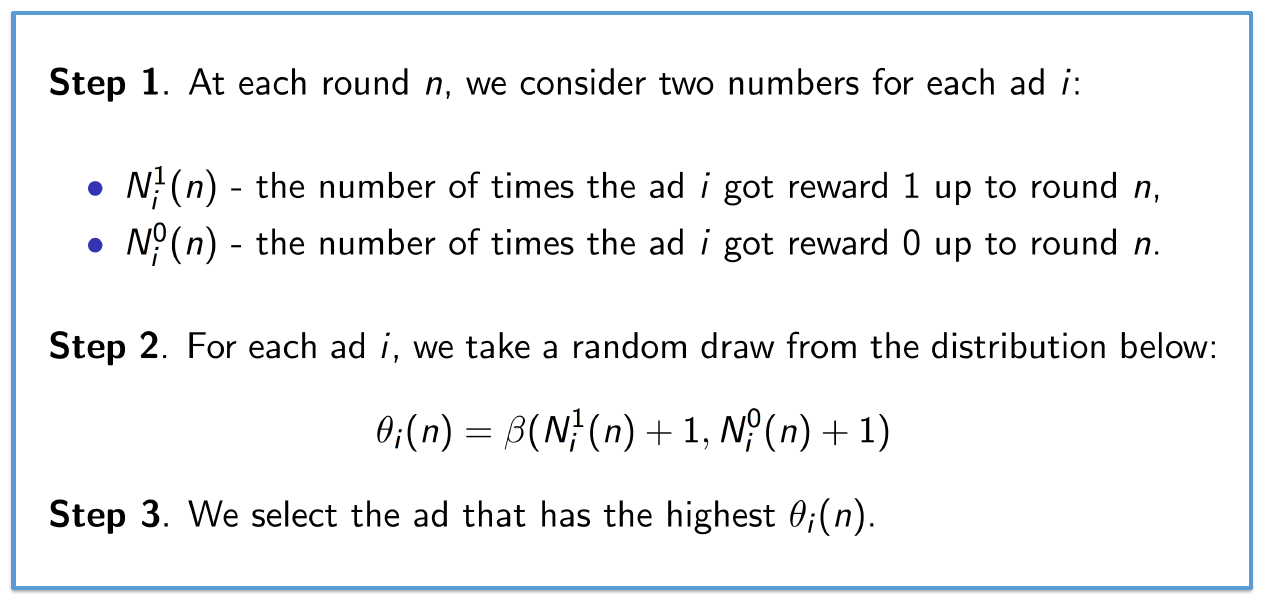 Step 1. At each round n, we consider two numbers for each ad i:
• N_i^1(n) - the number of times the ad i got reward 1 up to round n,
• N_i^0(n) - the number of times the ad i got reward 0 up to round n.
Step 2. For each ad i, we take a random draw from the distribution below:
θ_i(n) = β(N_i^1(n) + 1, N_i^0(n) + 1)
Step 3. We select the ad that has the highest θ_i(n).